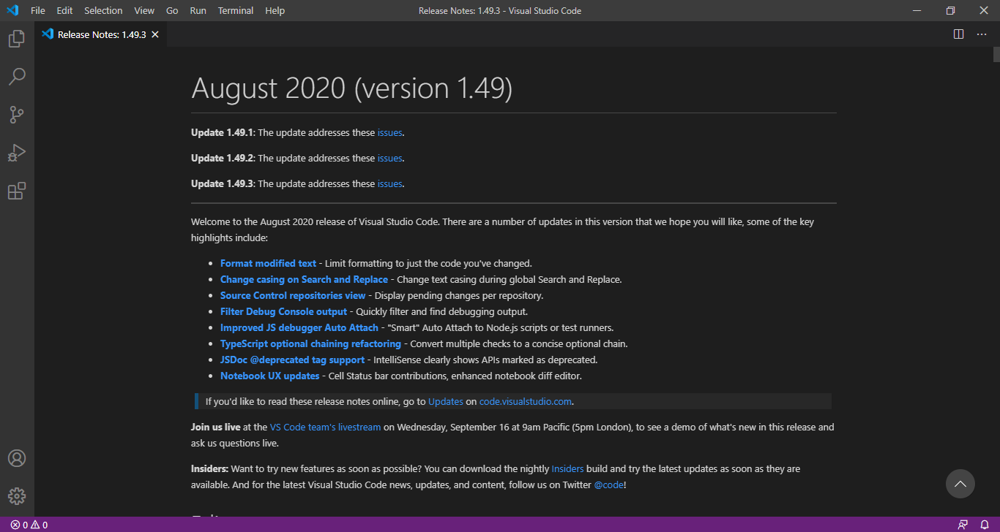 File Edit Selection View Go Run Terminal Help Release Notes: 1.49.3 - Visual Studio Code
Release Notes: 1.49.3
August 2020 (version 1.49)
Update 1.49.1: The update addresses these issues.
Update 1.49.2: The update addresses these issues.
Update 1.49.3: The update addresses these issues.
Welcome to the August 2020 release of Visual Studio Code. There are a number of updates in this version that we hope you will like, some of the key
highlights include:
• Format modified text - Limit formatting to just the code you've changed.
• Change casing on Search and Replace - Change text casing during global Search and Replace.
• Source Control repositories view - Display pending changes per repository.
• Filter Debug Console output - Quickly filter and find debugging output.
• Improved JS debugger Auto Attach - "Smart" Auto Attach to Node.js scripts or test runners.
• TypeScript optional chaining refactoring - Convert multiple checks to a concise optional chain.
• JSDoc @deprecated tag support - IntelliSense clearly shows APIs marked as deprecated.
• Notebook UX updates - Cell Status bar contributions, enhanced notebook diff editor.
If you'd like to read these release notes online, go to Updates on code.visualstudio.com.
Join us live at the VS Code team's livestream on Wednesday, September 16 at 9am Pacific (5pm London), to see a demo of what's new in this release and
ask us questions live.
Insiders: Want to try new features as soon as possible? You can download the nightly Insiders build and try the latest updates as soon as they are
available. And for the latest Visual Studio Code news, updates, and content, follow us on Twitter @code!
0 0